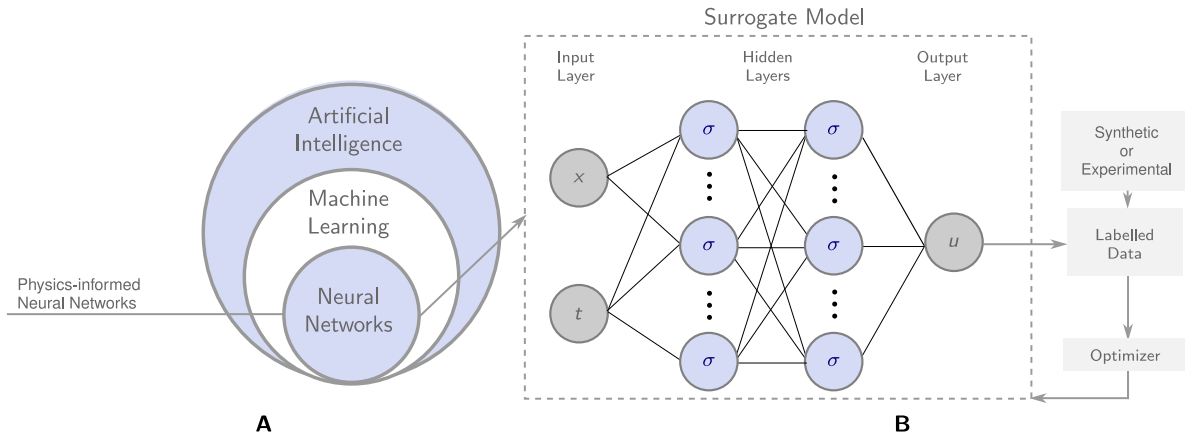 Surrogate Model
Artificial
Intelligence
Machine
Learning
Neural
Networks
Physics-informed
Neural Networks
A
Input
Layer
Hidden
Layers
Output
Layer
x
t
σ
σ
σ
σ
σ
σ
u
Synthetic
or
Experimental
Labelled
Data
Optimizer
B